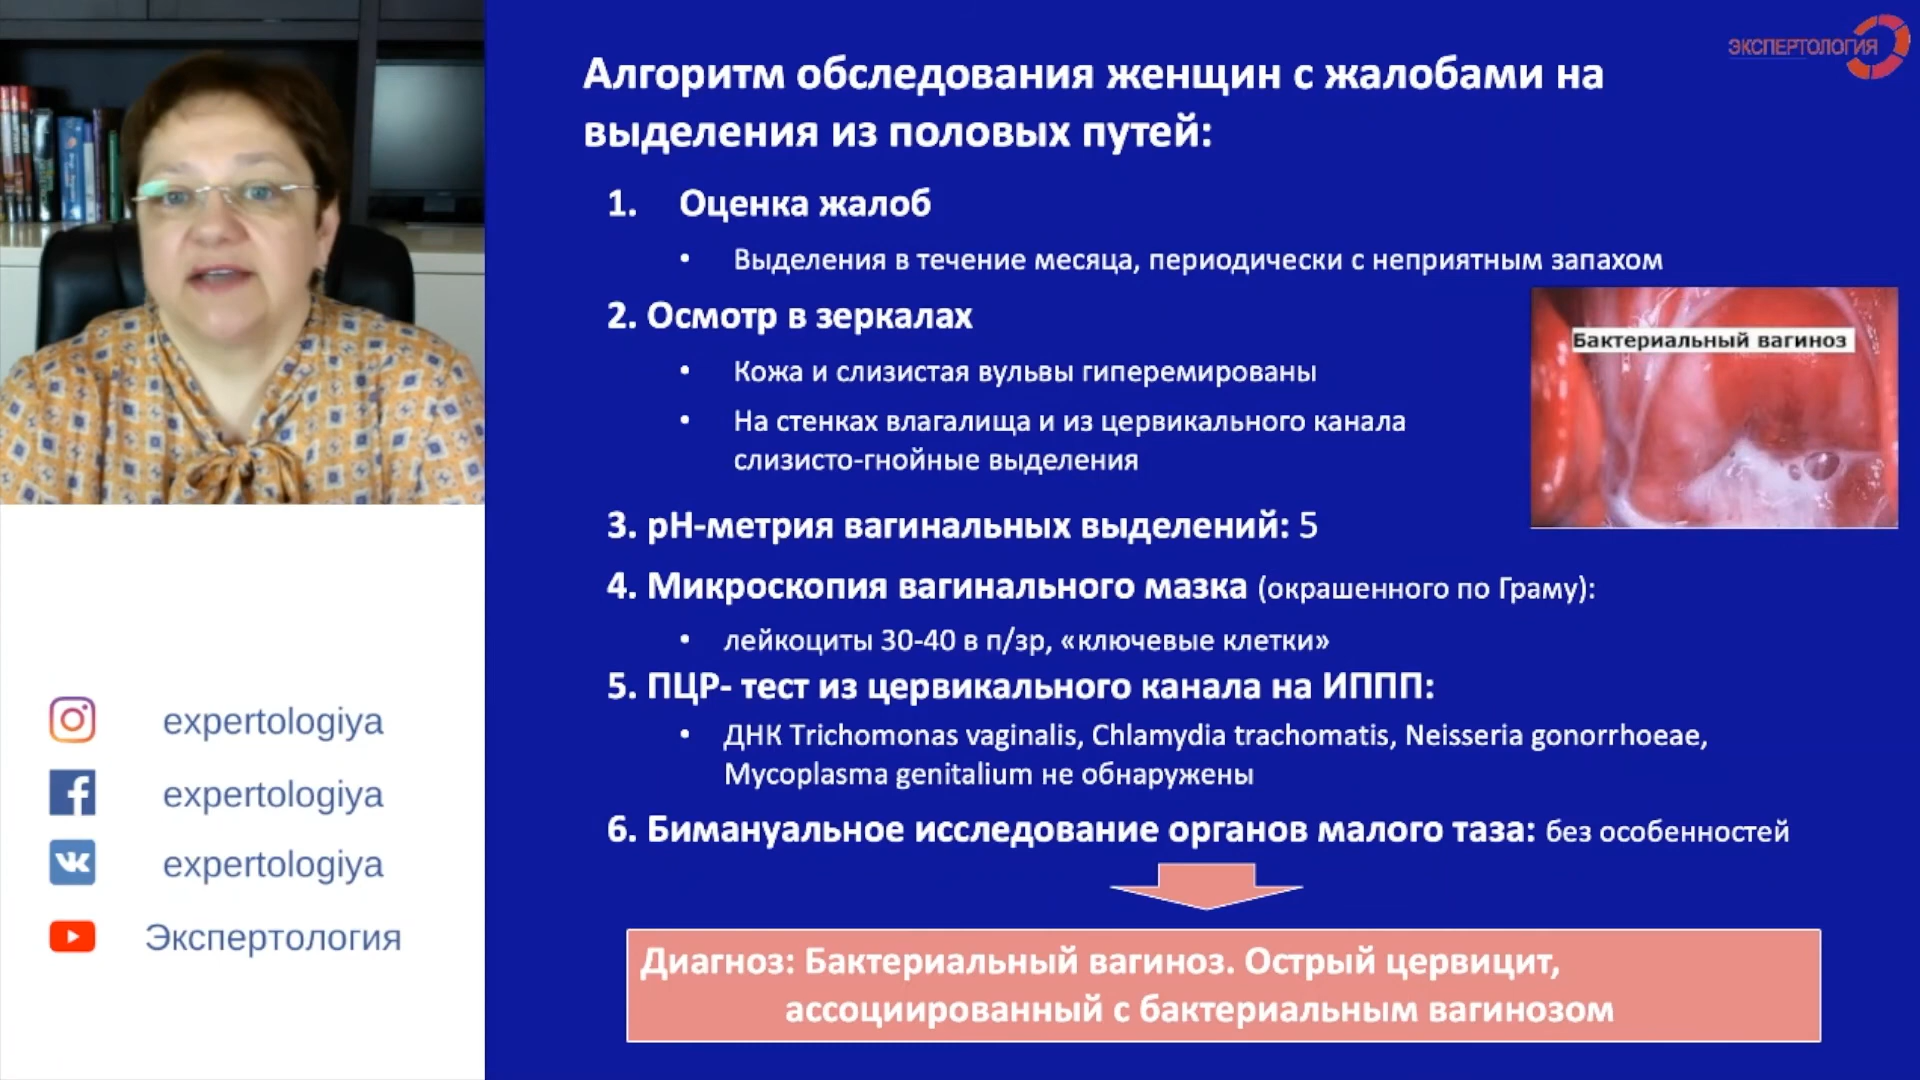 ЭКСПЕРТОЛОГИЯ
Алгоритм обследования женщин с жалобами на
выделения из половых путей:
1. Оценка жалоб
• Выделения в течение месяца, периодически с неприятным запахом
2. Осмотр в зеркалах
• Кожа и слизистая вульвы гиперемированы
• На стенках влагалища и из цервикального канала
слизисто-гнойные выделения
Бактериальный вагиноз
3. pH-метрия вагинальных выделений: 5
4. Микроскопия вагинального мазка (окрашенного по Граму):
• лейкоциты 30-40 в п/зр, «ключевые клетки»
5. ПЦР- тест из цервикального канала на ИППП:
• ДНК Trichomonas vaginalis, Chlamydia trachomatis, Neisseria gonorrhoeae,
Mycoplasma genitalium не обнаружены
6. Бимануальное исследование органов малого таза: без особенностей
Диагноз: Бактериальный вагиноз. Острый цервицит,
ассоциированный с бактериальным вагинозом
expertologiya
expertologiya
expertologiya
Экспертология